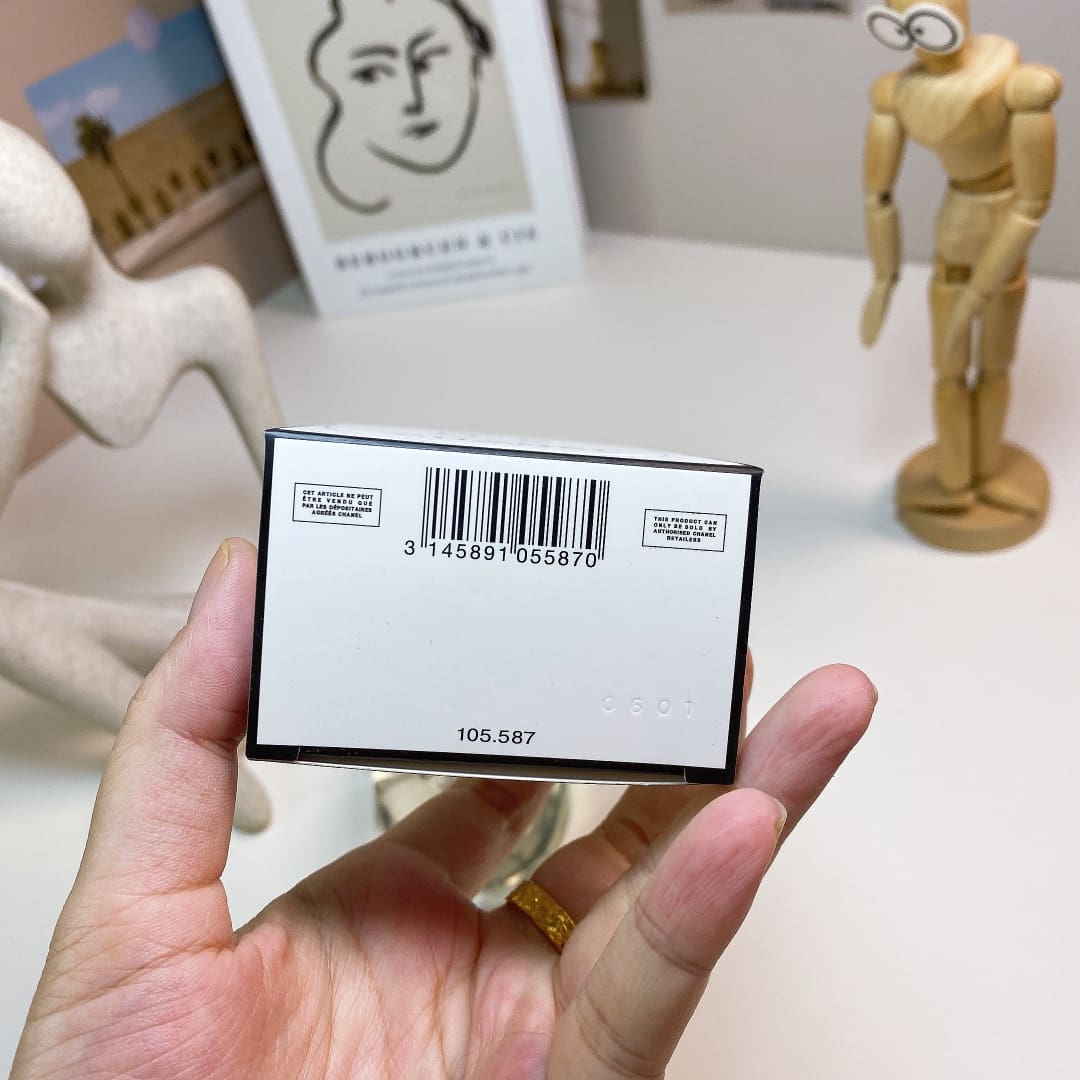 CET ARTICLE NE PEUT
ÊTRE VENDU QUE
PAR LES DÉPOSITAIRES
AGRÉÉS CHANEL
3 145891 055870
THIS PRODUCT CAN
ONLY BE SOLD BY
AUTHORISED CHANEL
RETAILERS
0601
105.587